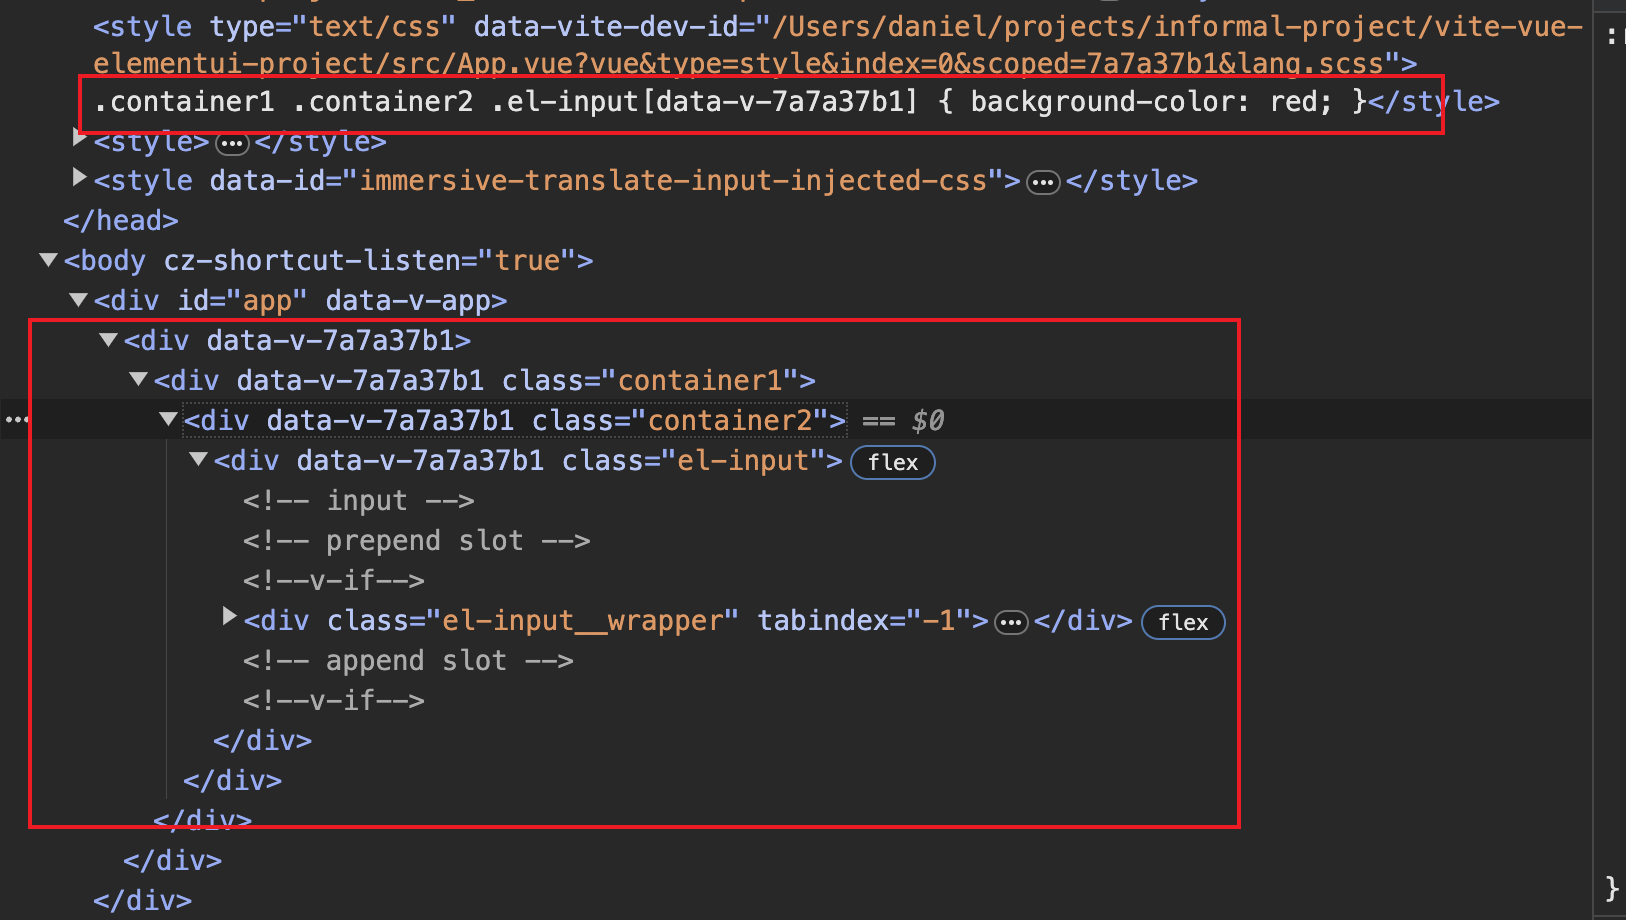 <style type="text/css" data-vite-dev-id="/Users/daniel/projects/informal-project/vite-vue-
elementui-project/src/App.vue?vue&type=style&index=0&scoped=7a7a37b1&lang.scss">
.container1 .container2 .el-input[data-v-7a7a37b1] { background-color: red; }</style>
<style>…</style>
<style data-id="immersive-translate-input-injected-css">…</style>
</head>
<body cz-shortcut-listen="true">
<div id="app" data-v-app>
<div data-v-7a7a37b1>
<div data-v-7a7a37b1 class="container1">
<div data-v-7a7a37b1 class="container2"> == $0
<div data-v-7a7a37b1 class="el-input"> flex
<!-- input -->
<!-- prepend slot -->
<!--v-if-->
<div class="el-input__wrapper" tabindex="-1">…</div> flex
<!-- append slot -->
<!--v-if-->
</div>
</div>
</div>
</div>
</div>
}